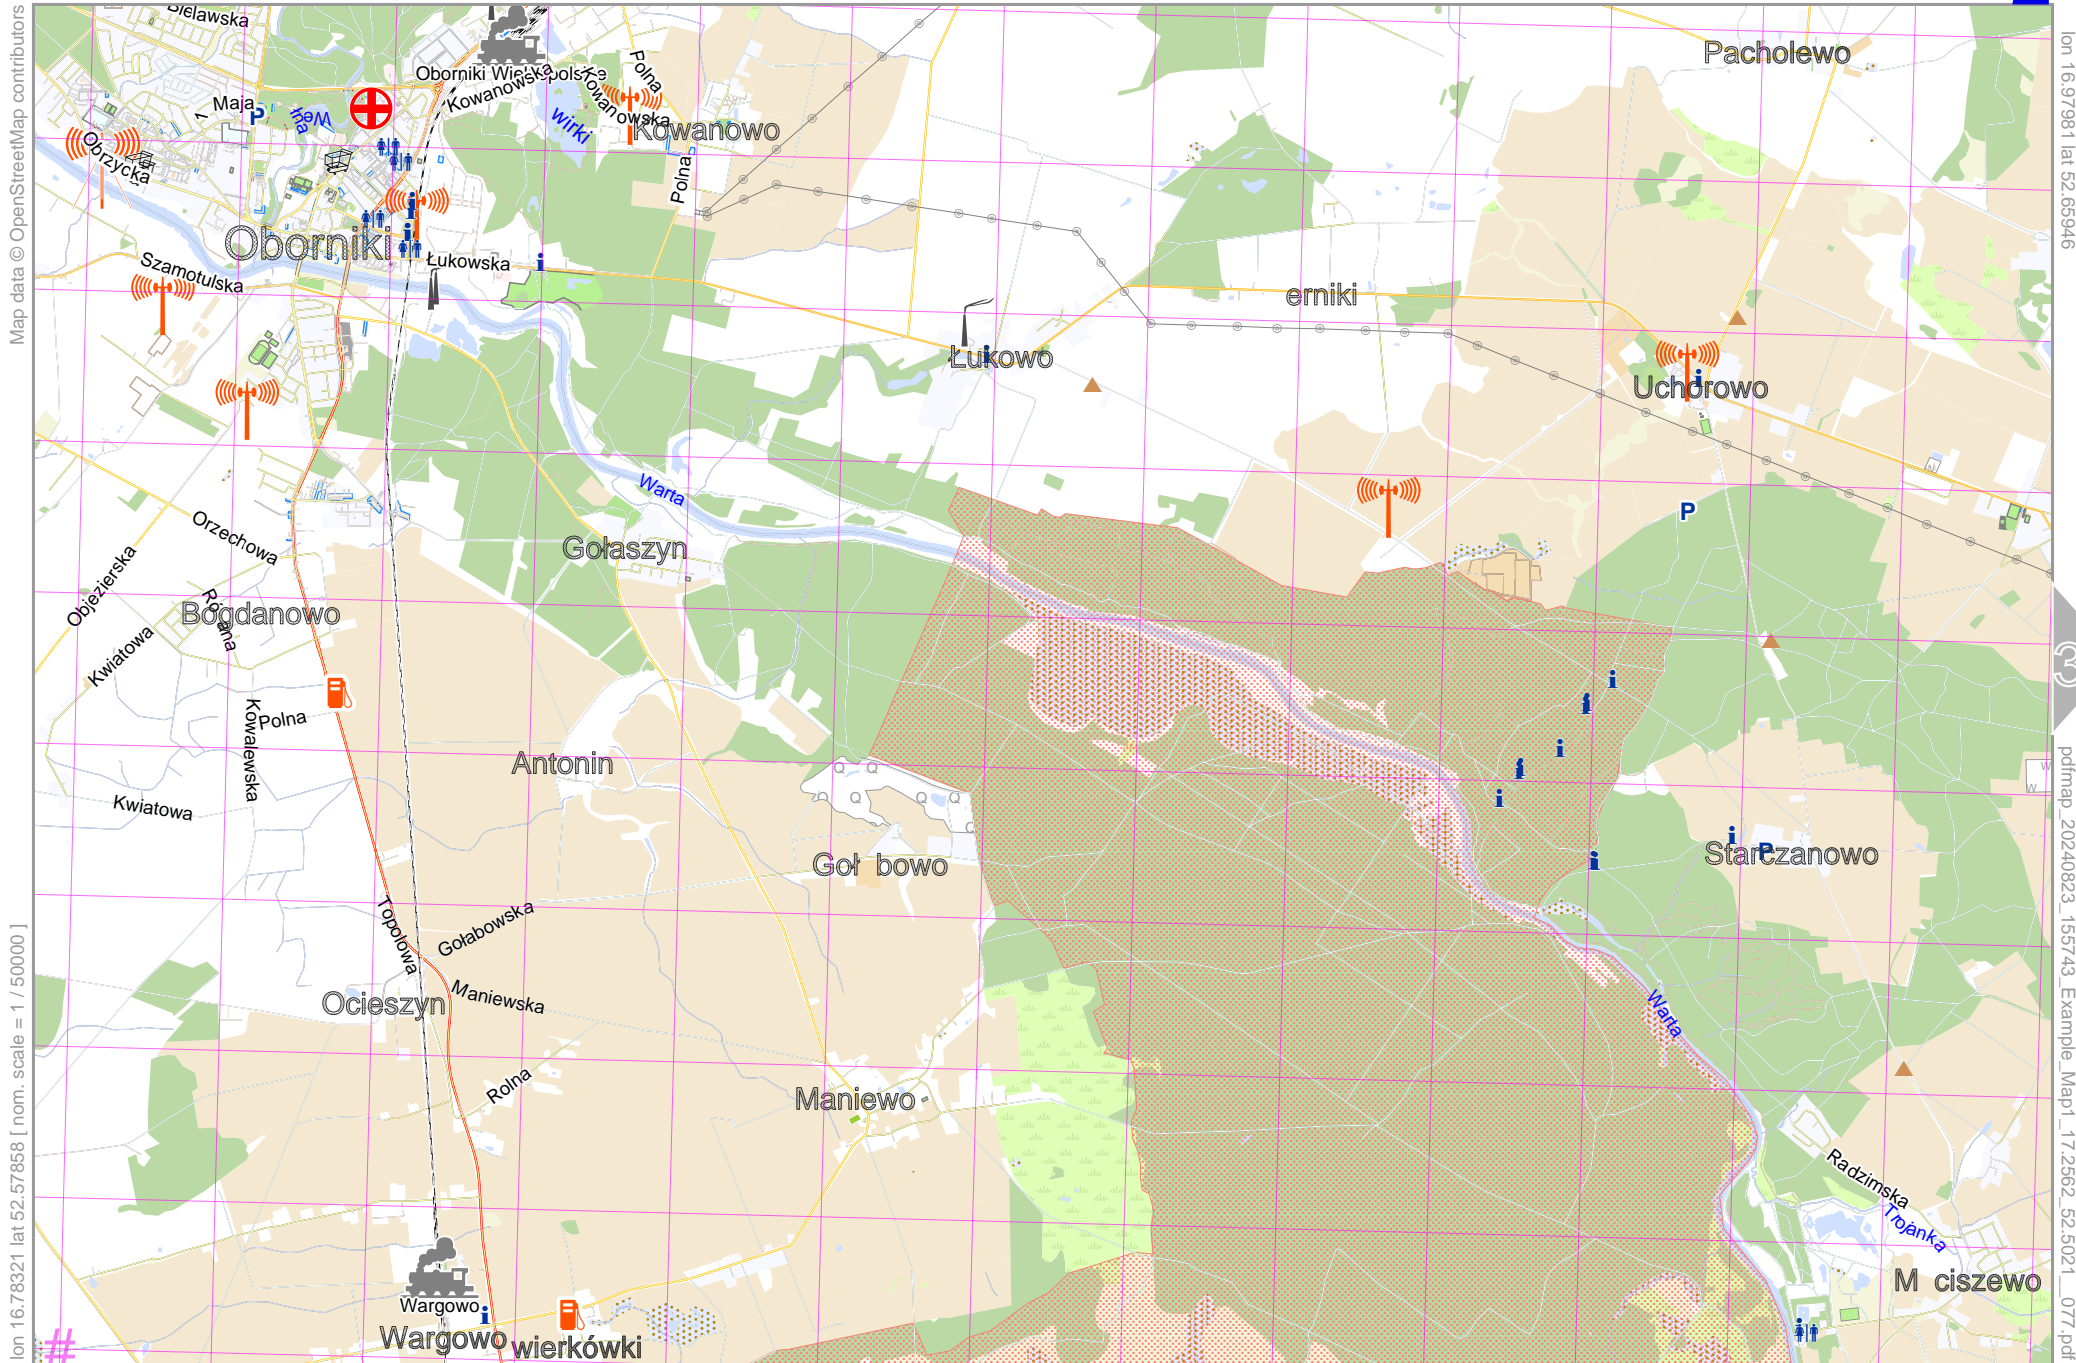 Map data © OpenStreetMap contributors
lon 16.78321 lat 52.57858 [ nom. scale = 1 / 50000 ]
lon 16.97981 lat 52.65946
pdfmap_20240823_155743_Example_Map1_17.2562_52.5021__077.pdf
Bielawska
Pacholewo
Oborniki Wielkopolskie
Kowanowska
Polna
Kowanowska
Maja
1
P
Wełna
wirki
Kowanowo
Obrzycka
Polna
Oborniki
Szamotulska
Łukowska
erniki
Łukowo
Uchorowo
Warta
P
Orzechowa
Gołaszyn
Objezierska
Bogdanowo
Kwiatowa
Polna
Kowalewska
Antonin
Kwiatowa
Q Q
Q Q Q Q
Q
W
W
Goł bowo
Starczanowo
P
Topolowa
Gołabowska
Maniewska
Ocieszyn
Warta
Rolna
Maniewo
Radzimska
Trojanka
M ciszewo
Wargowo
Wargowo
wierkówki
#